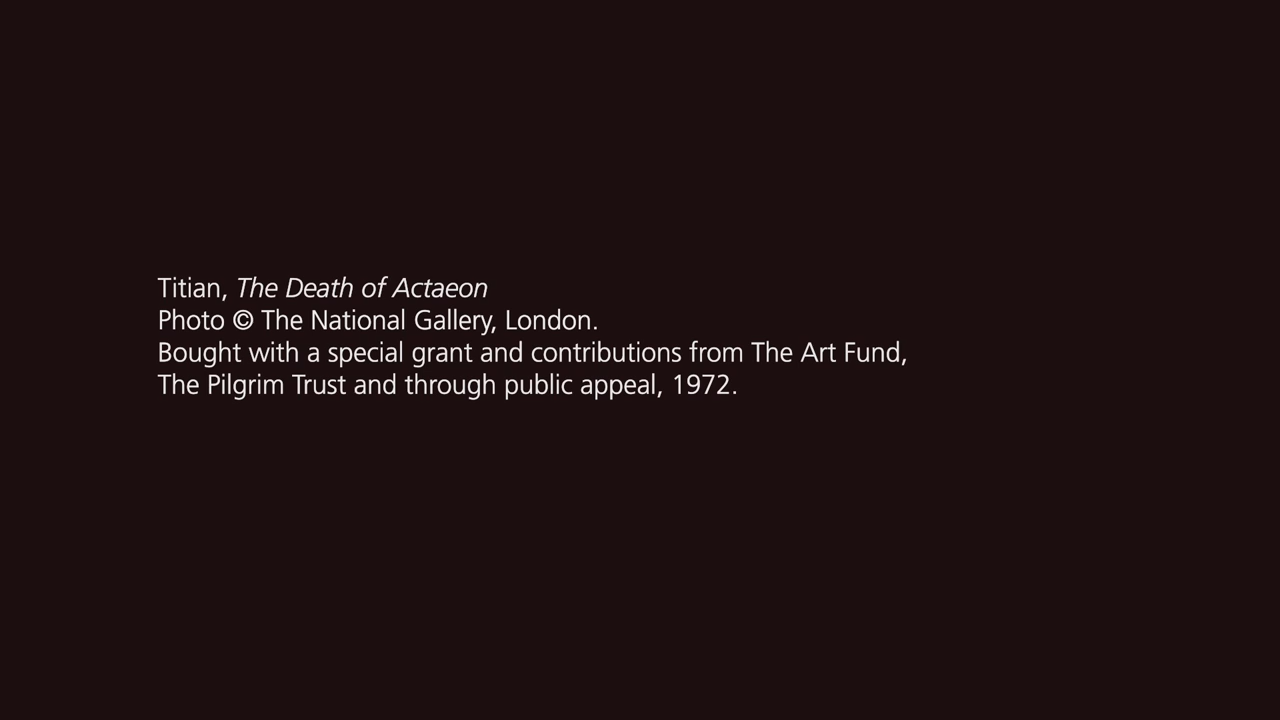 Titian, The Death of Actaeon
Photo © The National Gallery, London.
Bought with a special grant and contributions from The Art Fund,
The Pilgrim Trust and through public appeal, 1972.